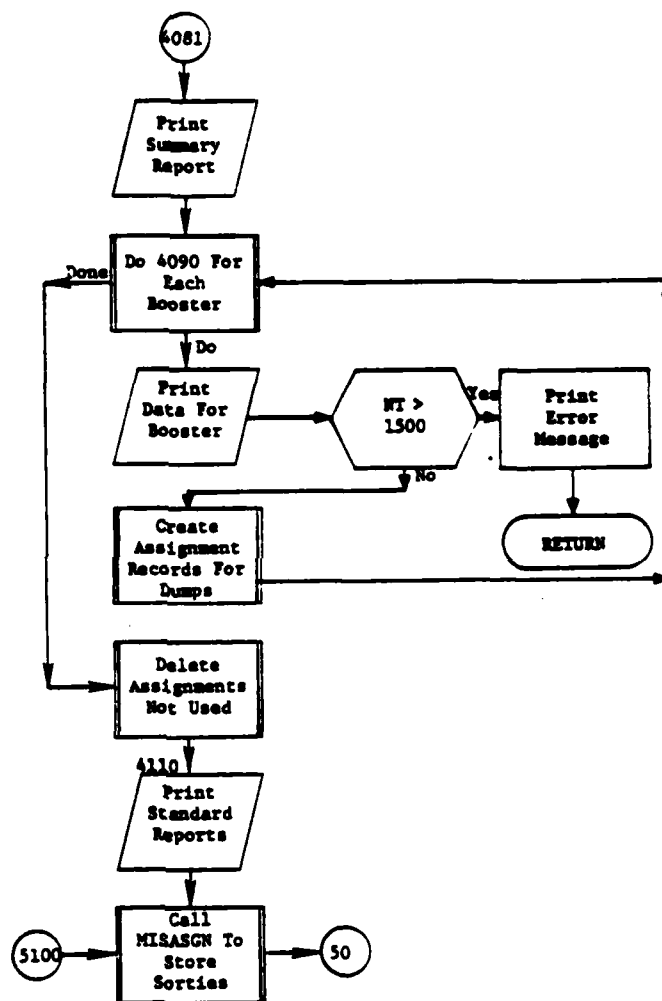 4081
Print
Summary
Report
Do 4090 For
Each
Booster
Done
Do
Print
Data For
Booster
NT >
1500
Yes
Print
Error
Message
No
RETURN
Create
Assignment
Records For
Dumps
Delete
Assignments
Not Used
4110
Print
Standard
Reports
5100
Call
MISASGN To
Store
Sorties
50